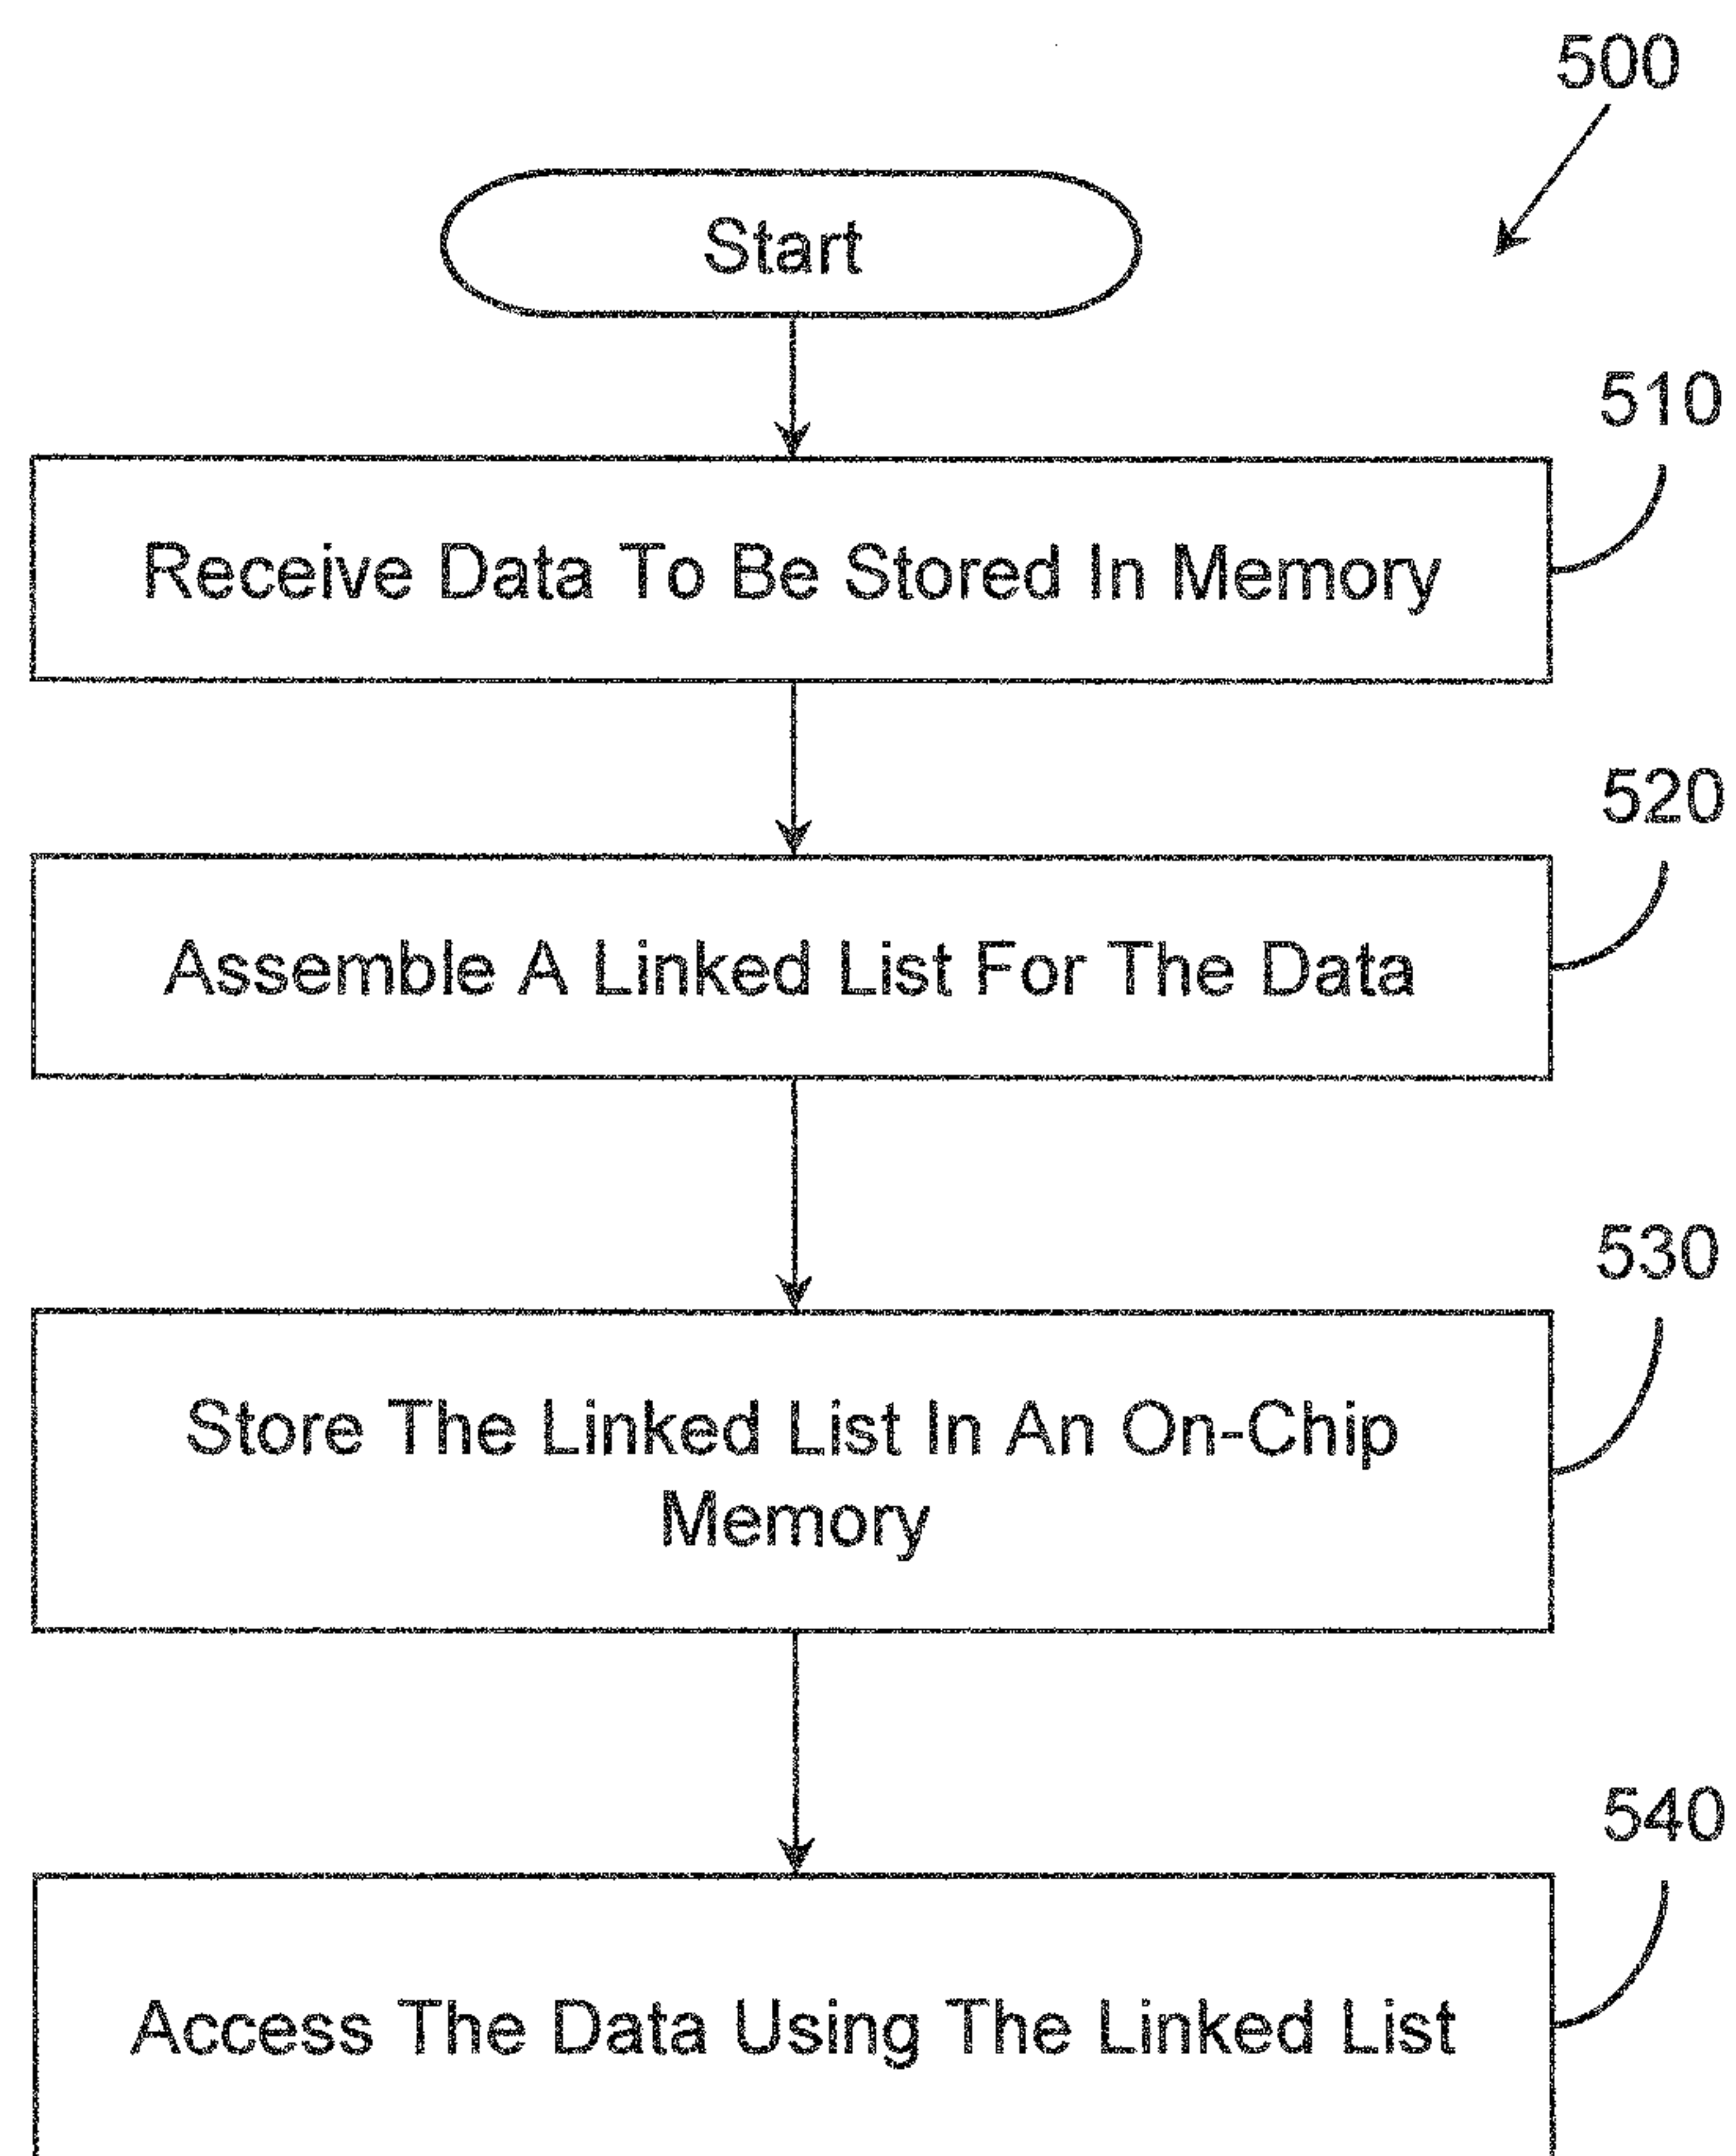 500
Start
510
Receive Data To Be Stored In Memory
520
Assemble A Linked List For The Data
530
Store The Linked List In An On-Chip
Memory
540
Access The Data Using The Linked List